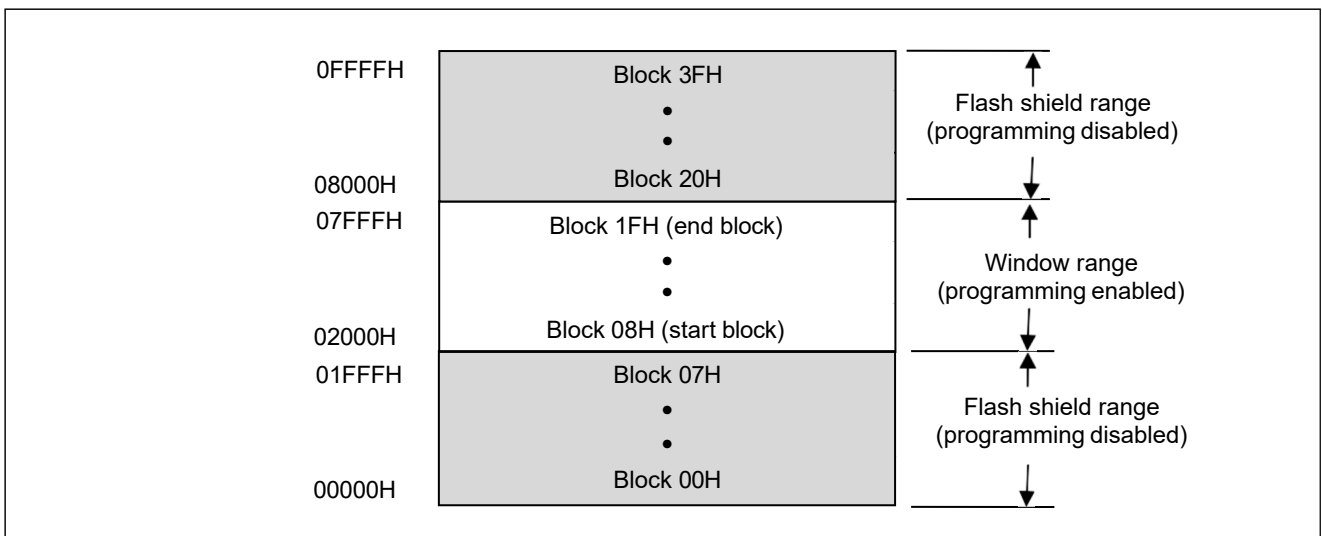 0FFFFH
Block 3FH
•
•
Flash shield range
(programming disabled)
08000H
Block 20H
07FFFH
Block 1FH (end block)
•
•
Window range
(programming enabled)
02000H
Block 08H (start block)
01FFFH
Block 07H
•
•
Flash shield range
(programming disabled)
00000H
Block 00H